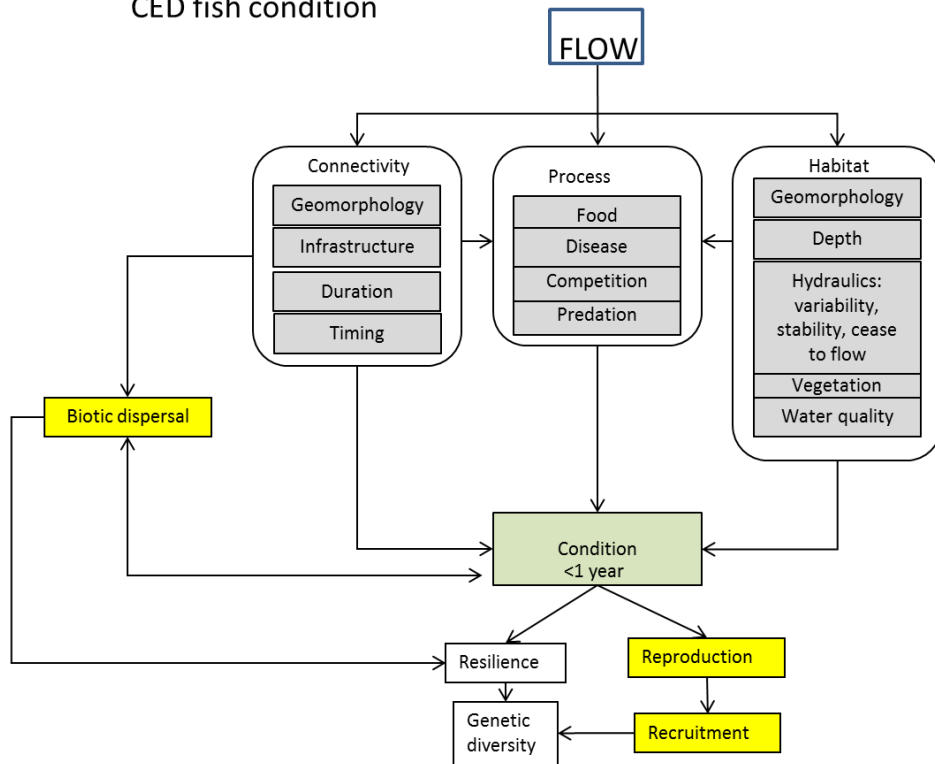 CED fish condition
FLOW
Connectivity
Geomorphology
Infrastructure
Duration
Timing
Process
Food
Disease
Competition
Predation
Habitat
Geomorphology
Depth
Hydraulics:
variability,
stability, cease
to flow
Vegetation
Water quality
Biotic dispersal
Condition
<1 year
Resilience
Reproduction
Genetic
diversity
Recruitment